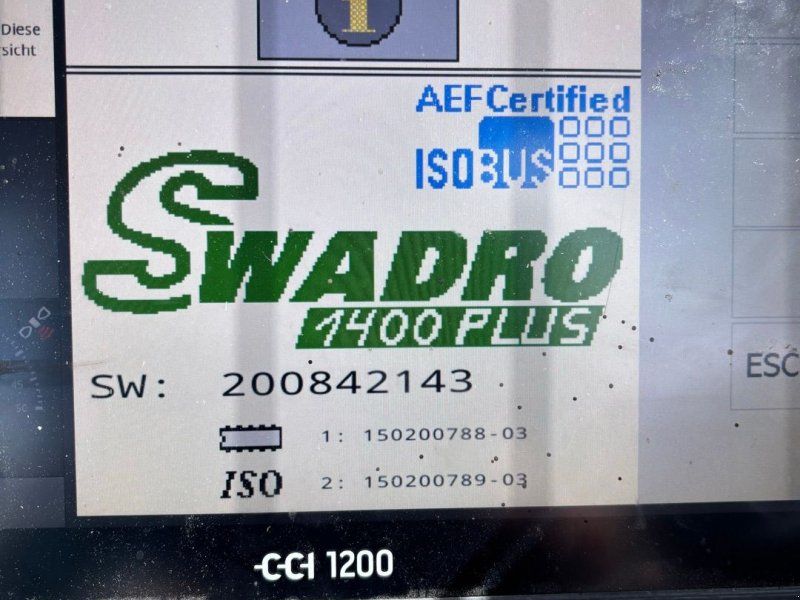 Diese
sicht
i
AEF Certified
ISOBUS
SWADRO
1400 PLUS
SW: 200842143
1: 150200788-03
ISO 2: 150200789-03
ESC
CCI 1200